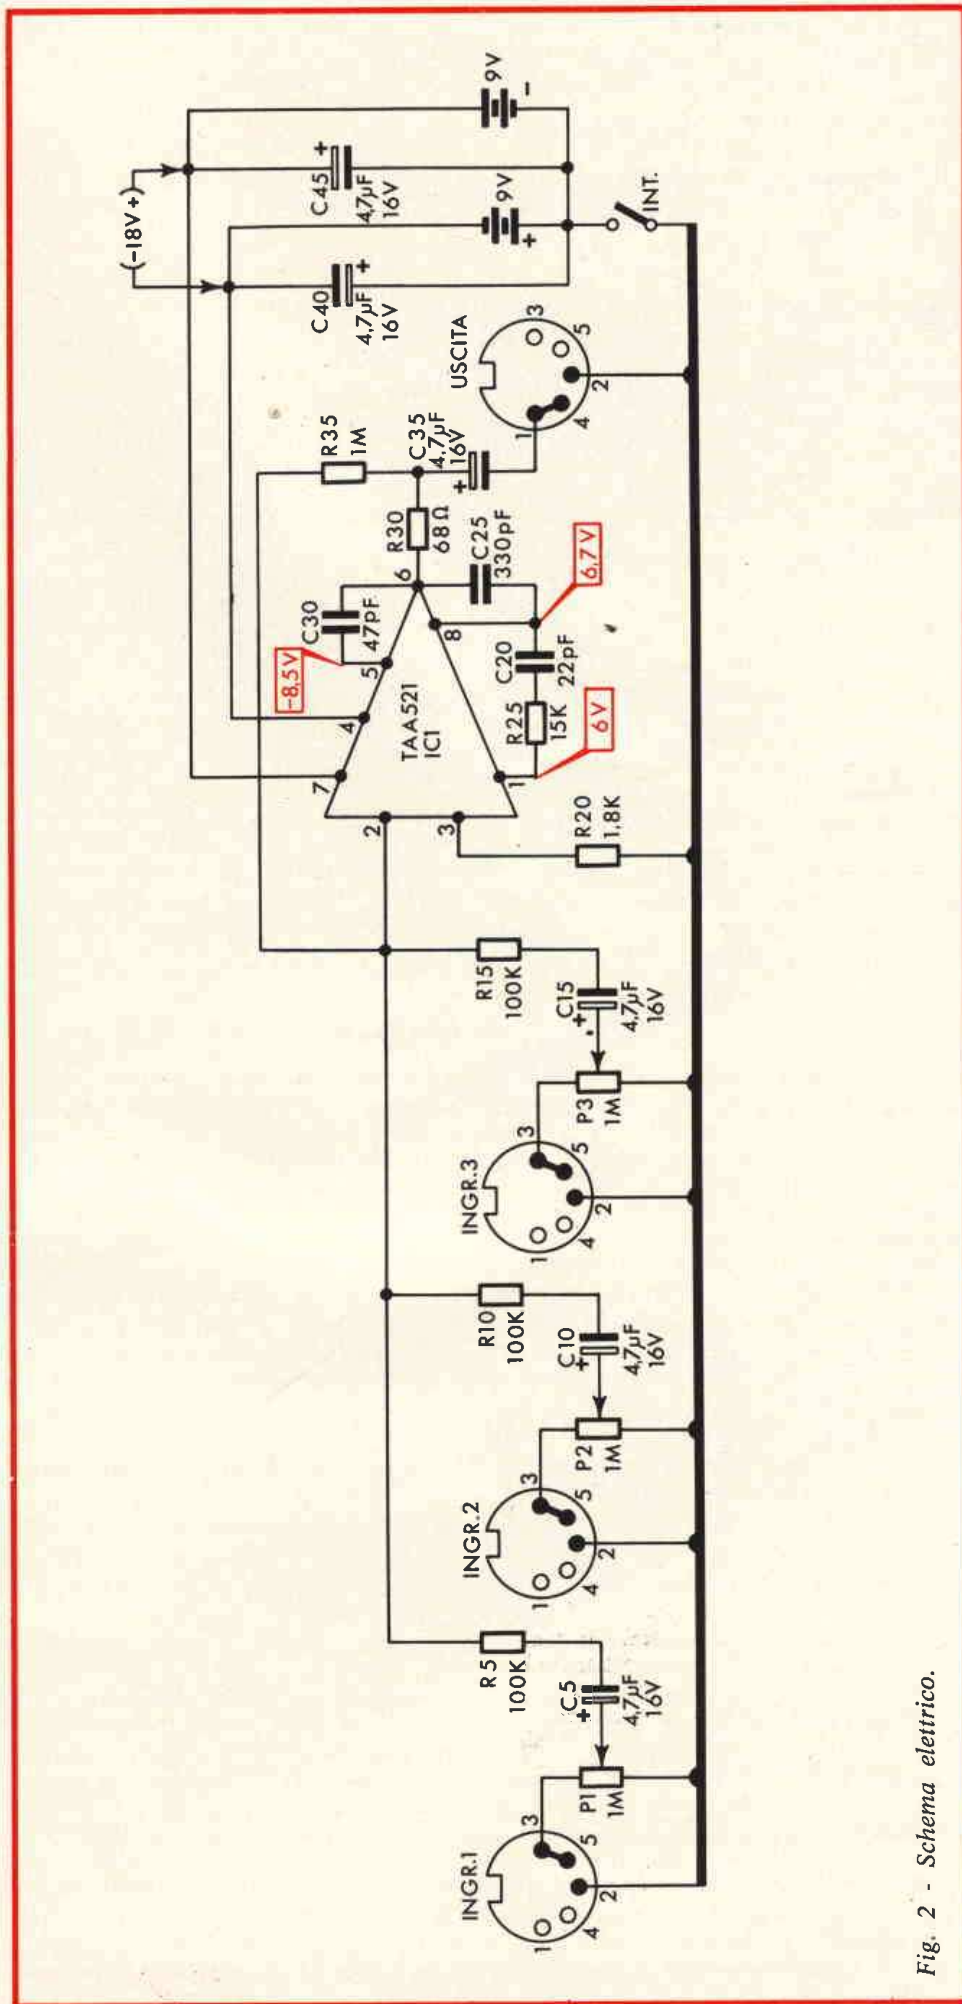 INGR.1
1
4
2
5
3
P1
1M
+
C5
4,7µF
16V
R5
100K
INGR.2
1
4
2
5
3
P2
1M
+
C10
4,7µF
16V
R10
100K
INGR.3
1
4
2
5
3
P3
1M
+
C15
4,7µF
16V
R15
100K
R20
1,8K
2
3
7
4
5
6
8
1
TAA521
IC1
-8,5V
C30
47PF
R25
15K
C20
22pF
6V
6,7V
C25
330pF
R30
68Ω
R35
1M
C35
4,7µF
16V
+
USCITA
1
4
2
5
3
(-18V+)
C40
4,7µF
16V
+
9V
+
C45
4,7µF
16V
+
9V
-
INT.
Fig. 2 - Schema elettrico.